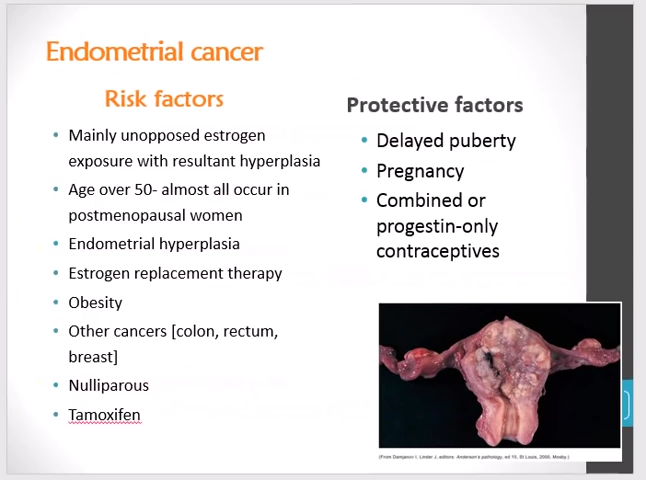 Endometrial cancer
Risk factors
• Mainly unopposed estrogen
exposure with resultant hyperplasia
• Age over 50- almost all occur in
postmenopausal women
• Endometrial hyperplasia
• Estrogen replacement therapy
• Obesity
• Other cancers [colon, rectum,
breast]
• Nulliparous
• Tamoxifen
Protective factors
• Delayed puberty
• Pregnancy
• Combined or
progestin-only
contraceptives
(From Damjanov I, Linder J, editors: Anderson's pathology, ed 10, St Louis, 2000, Mosby.)